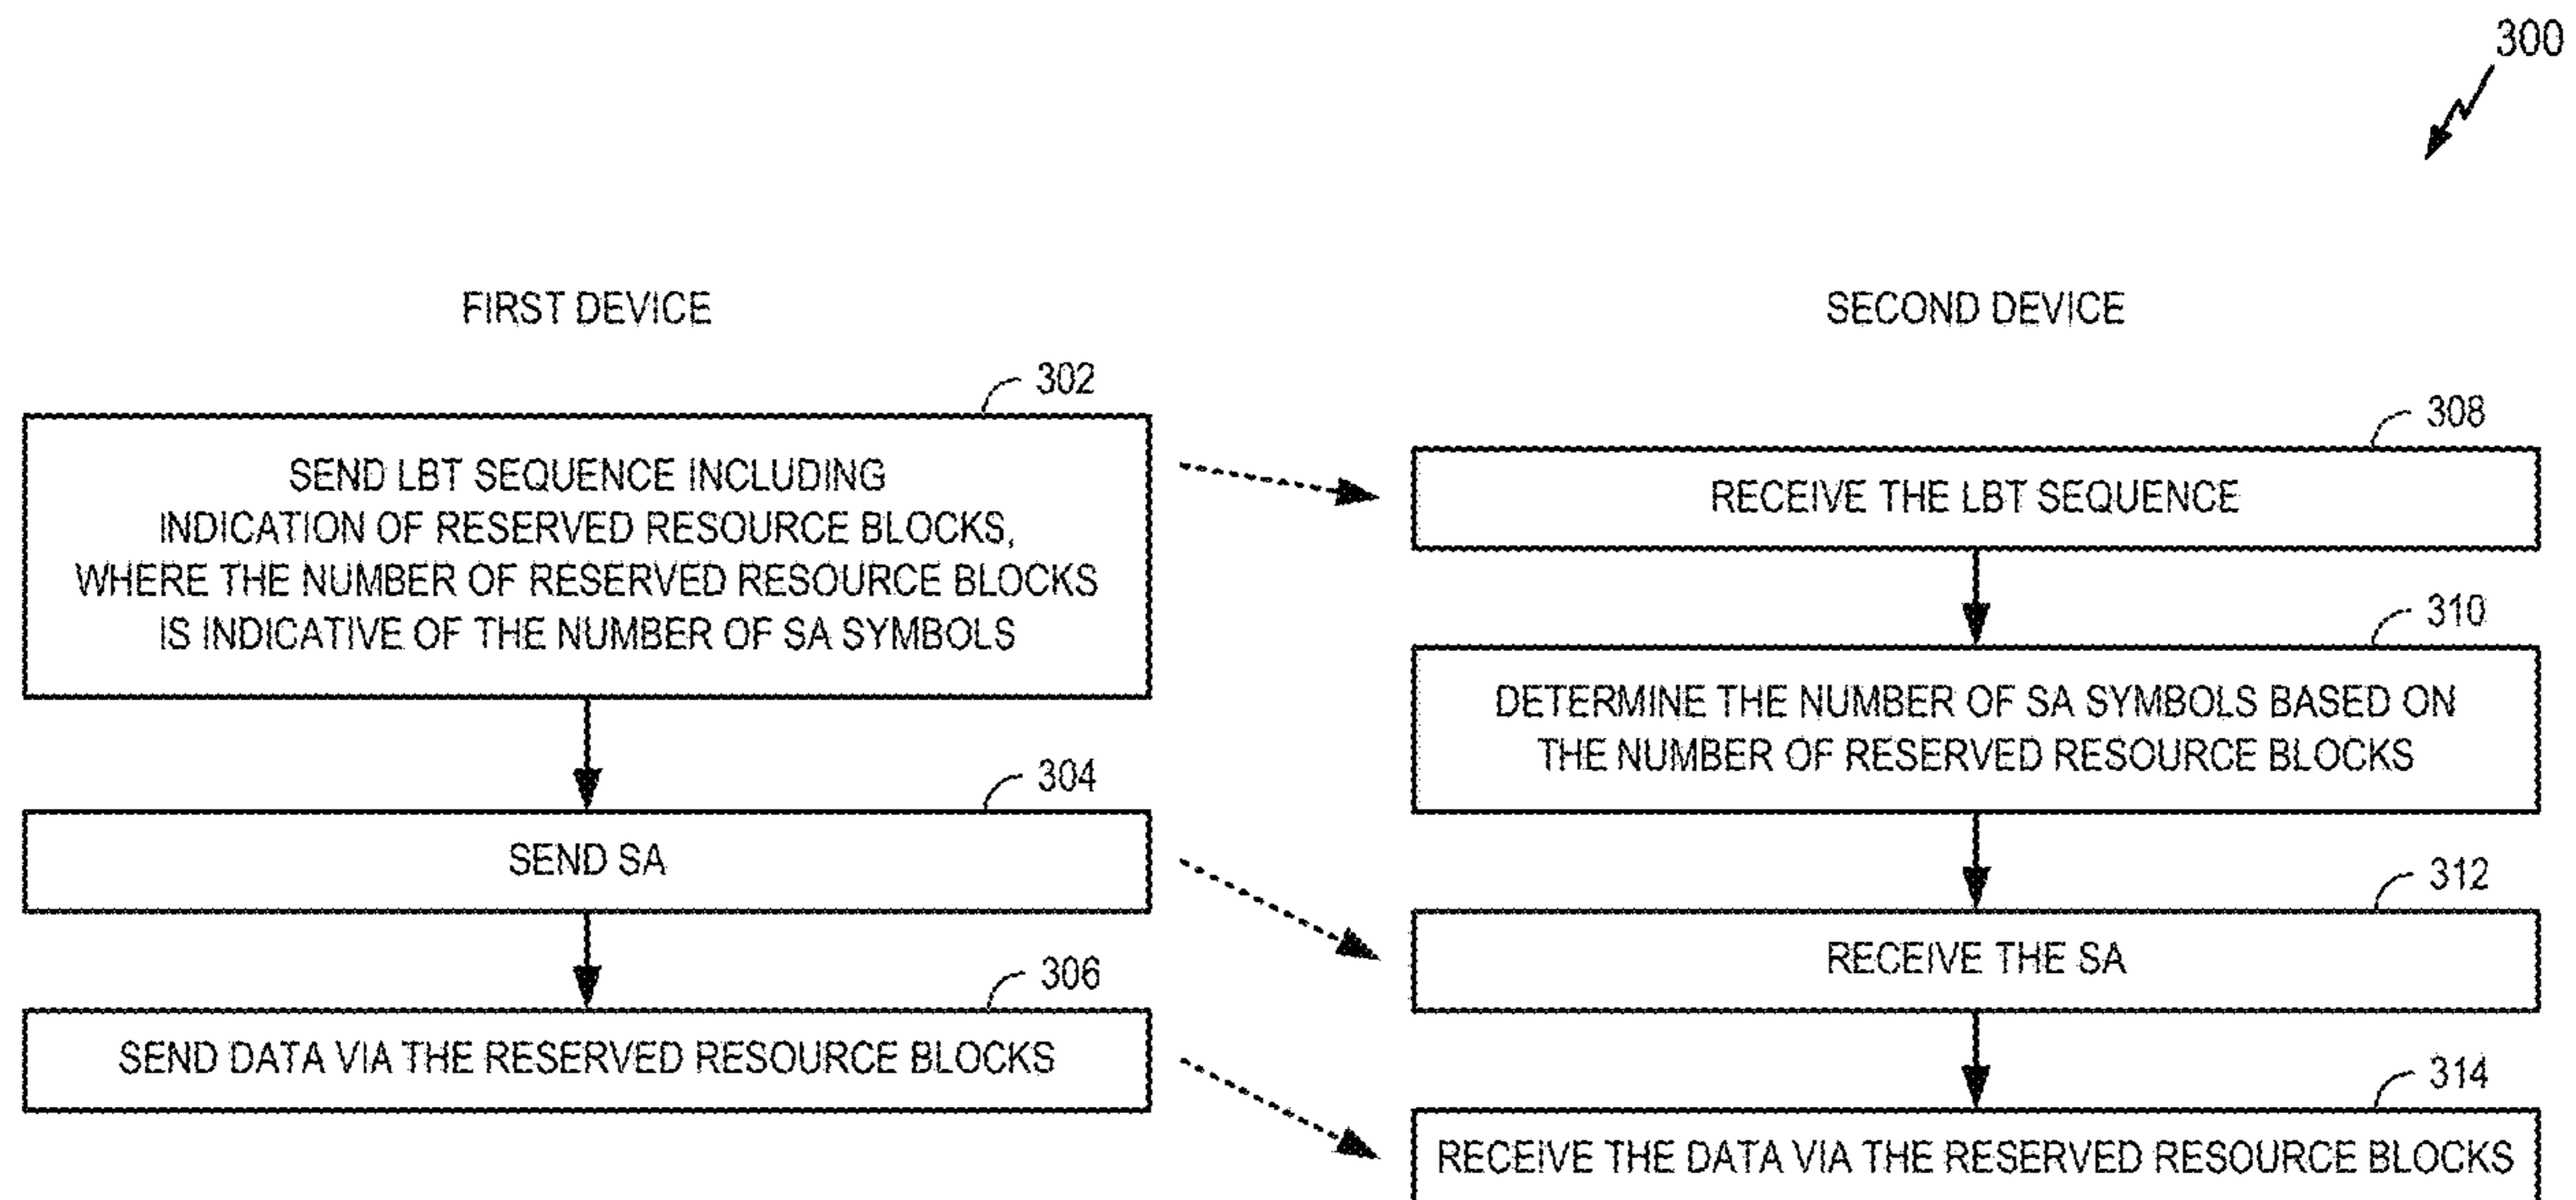 300
FIRST DEVICE
302
SEND LBT SEQUENCE INCLUDING
INDICATION OF RESERVED RESOURCE BLOCKS,
WHERE THE NUMBER OF RESERVED RESOURCE BLOCKS
IS INDICATIVE OF THE NUMBER OF SA SYMBOLS
304
SEND SA
306
SEND DATA VIA THE RESERVED RESOURCE BLOCKS
SECOND DEVICE
308
RECEIVE THE LBT SEQUENCE
310
DETERMINE THE NUMBER OF SA SYMBOLS BASED ON
THE NUMBER OF RESERVED RESOURCE BLOCKS
312
RECEIVE THE SA
314
RECEIVE THE DATA VIA THE RESERVED RESOURCE BLOCKS